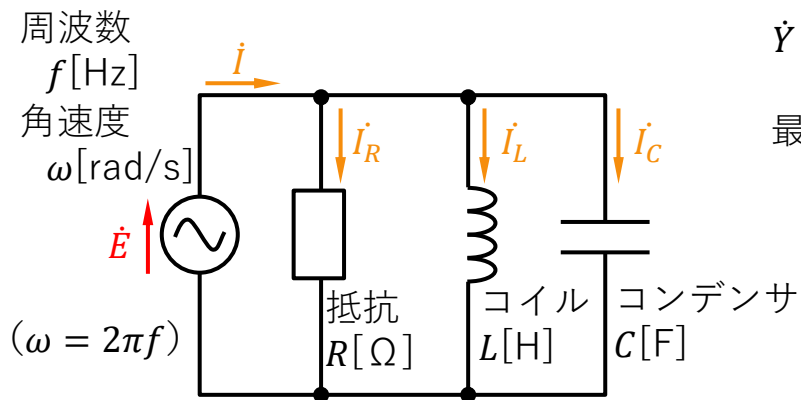 周波数
f[Hz]
角速度
ω[rad/s]
İ
İ_R
İ_L
İ_C
Ė
(ω = 2πf)
抵抗
R[Ω]
コイル
L[H]
コンデンサ
C[F]
Ẏ
最